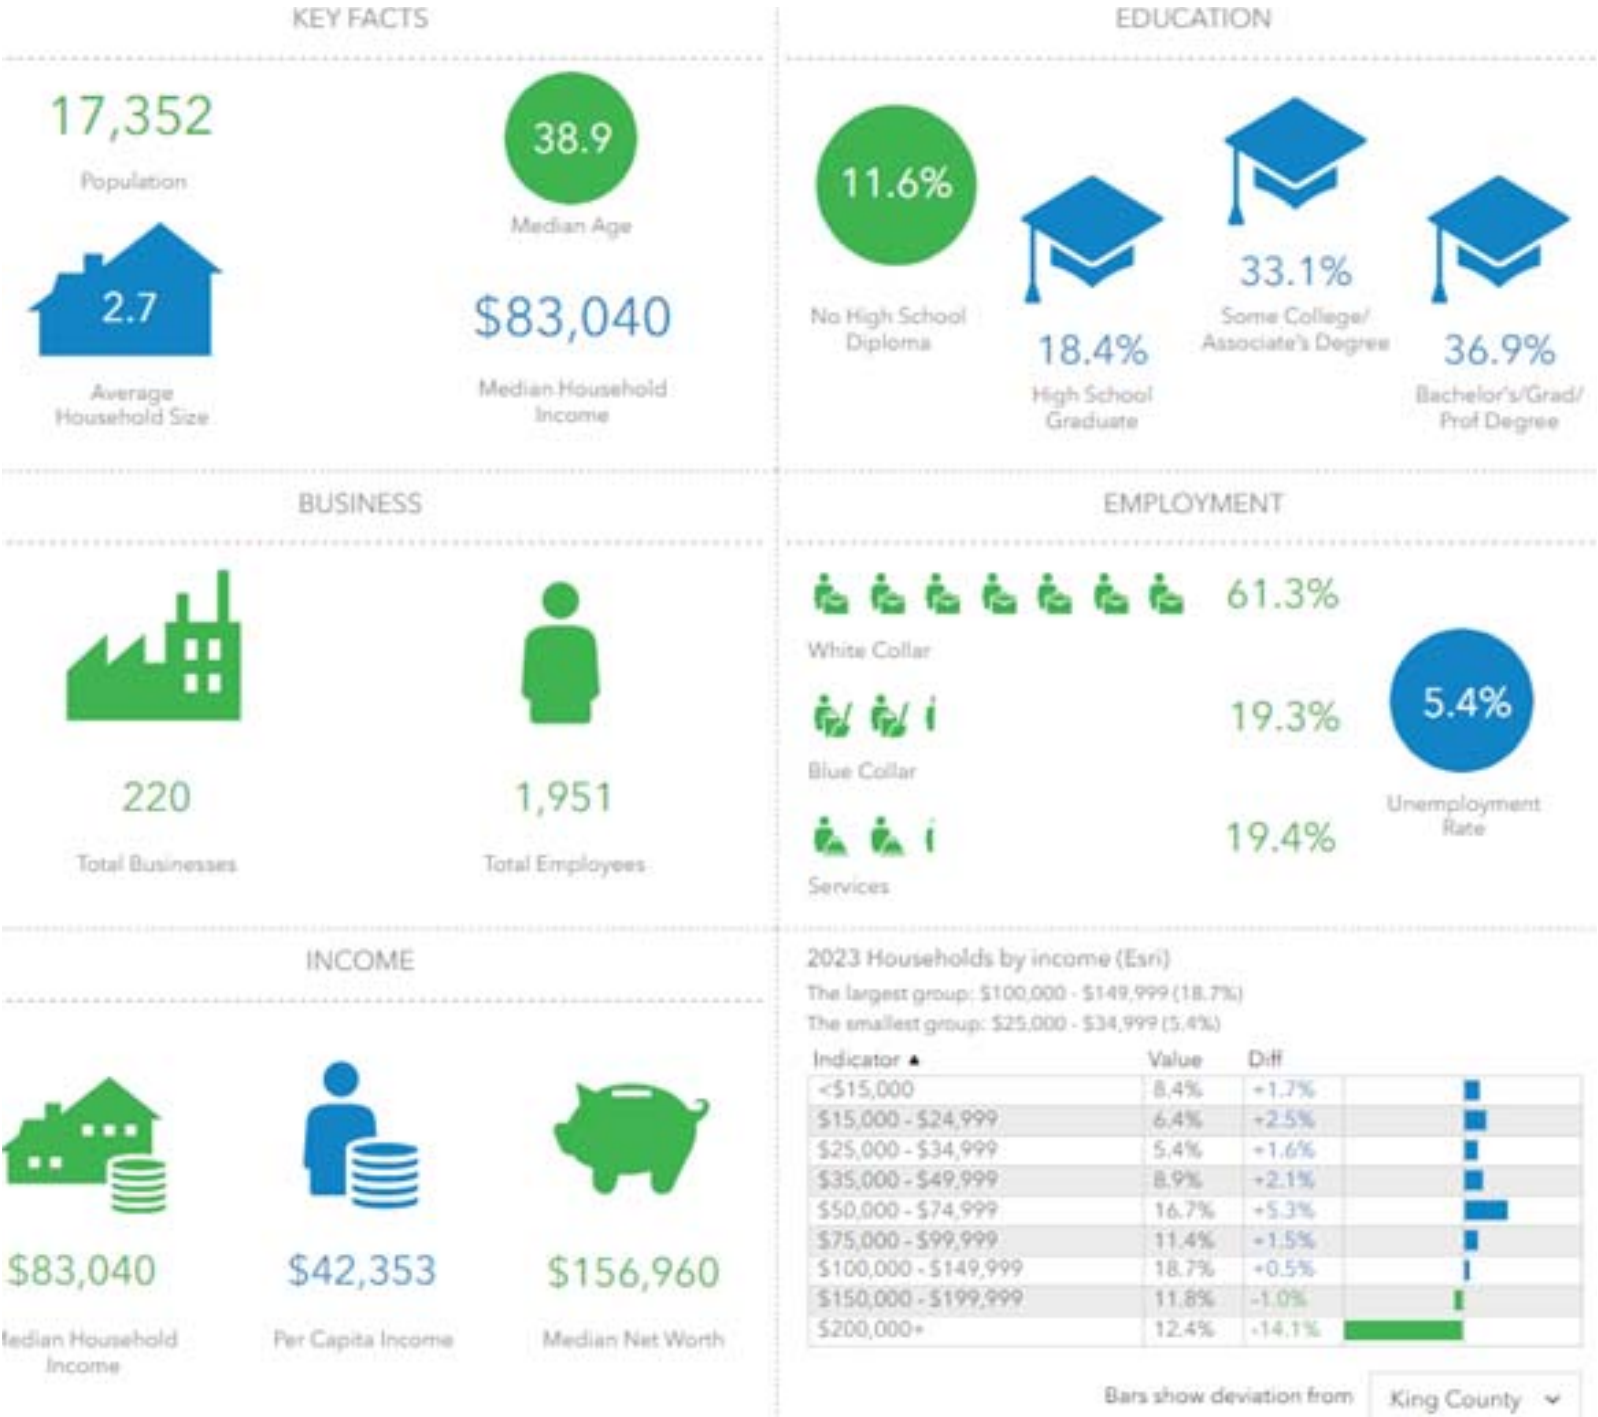 KEY FACTS
17,352
Population
38.9
Median Age
2.7
Average
Household Size
$83,040
Median Household
Income
EDUCATION
11.6%
No High School
Diploma
18.4%
High School
Graduate
33.1%
Some College/
Associate's Degree
36.9%
Bachelor's/Grad/
Prof Degree
BUSINESS
220
Total Businesses
1,951
Total Employees
EMPLOYMENT
61.3%
White Collar
19.3%
Blue Collar
19.4%
Services
5.4%
Unemployment
Rate
INCOME
$83,040
edian Household
Income
$42,353
Per Capita Income
$156,960
Median Net Worth
2023 Households by income (Esri)
The largest group: $100,000 - $149,999 (18.7%)
The smallest group: $25,000 - $34,999 (5.4%)
Indicator ▲ Value Diff
<$15,000 8.4% +1.7%
$15,000 - $24,999 6.4% +2.5%
$25,000 - $34,999 5.4% +1.6%
$35,000 - $49,999 8.9% +2.1%
$50,000 - $74,999 16.7% +5.3%
$75,000 - $99,999 11.4% +1.5%
$100,000 - $149,999 18.7% +0.5%
$150,000 - $199,999 11.8% -1.0%
$200,000+ 12.4% -14.1%
Bars show deviation from King County